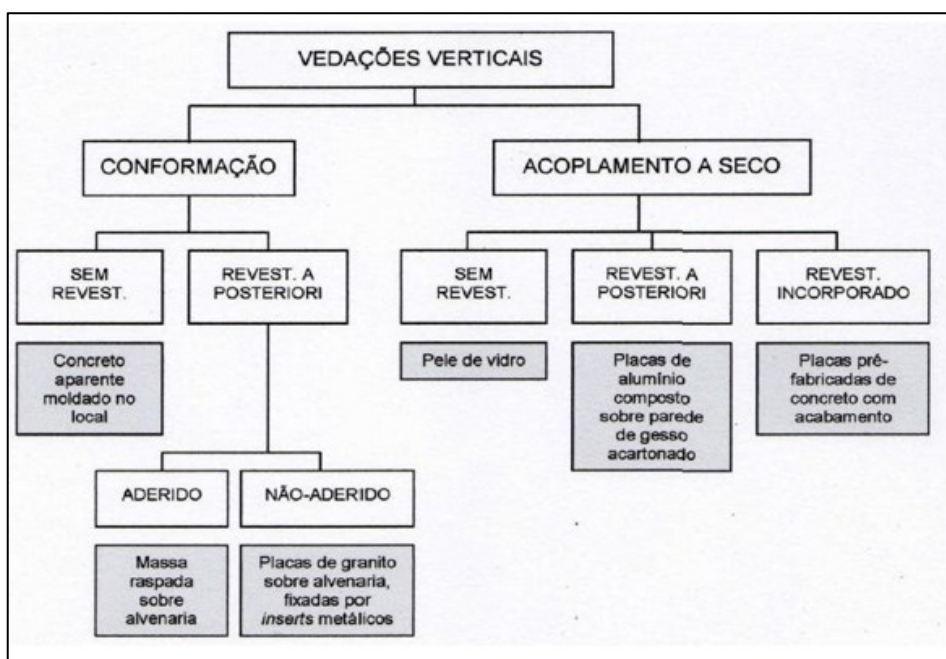 VEDAÇÕES VERTICAIS
CONFORMAÇÃO
ACOPLAMENTO A SECO
SEM
REVEST.
REVEST. A
POSTERIORI
SEM
REVEST.
REVEST. A
POSTERIORI
REVEST.
INCORPORADO
Concreto
aparente
moldado no
local
Pele de vidro
Placas de
alumínio
composto
sobre parede
de gesso
acartonado
Placas pré-
fabricadas de
concreto com
acabamento
ADERIDO
NÃO-ADERIDO
Massa
raspada
sobre
alvenaria
Placas de granito
sobre alvenaria,
fixadas por
inserts metálicos